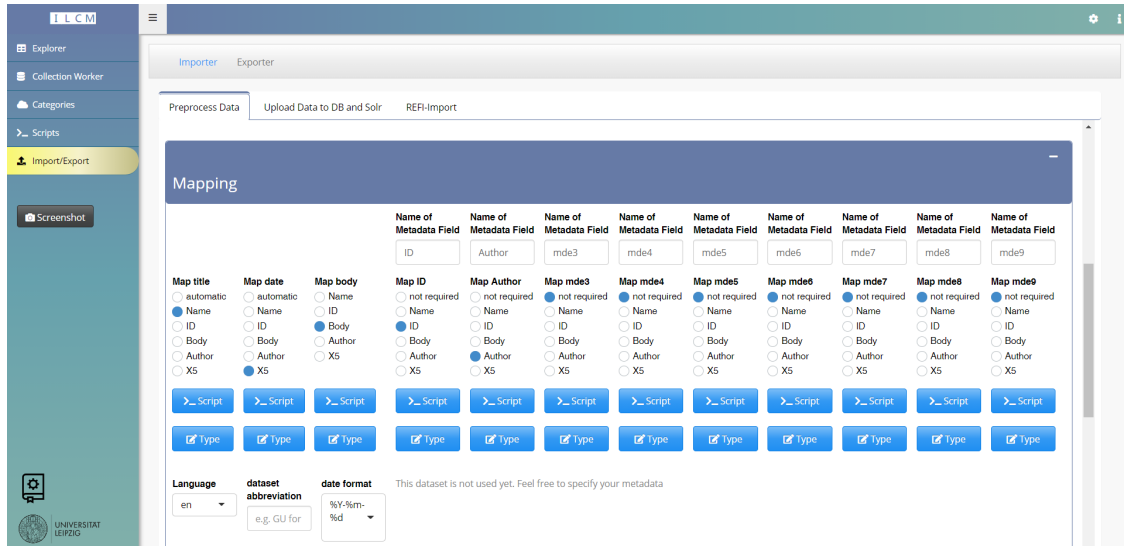 ILCM
Explorer
Collection Worker
Categories
Scripts
Import/Export
Screenshot
UNIVERSITÄT
LEIPZIG
Importer Exporter
Preprocess Data Upload Data to DB and Solr REFI-Import
Mapping
Name of Name of Name of Name of Name of Name of Name of Name of Name of
Metadata Field Metadata Field Metadata Field Metadata Field Metadata Field Metadata Field Metadata Field Metadata Field Metadata Field
ID Author mde3 mde4 mde5 mde6 mde7 mde8 mde9
Map title Map date Map body Map ID Map Author Map mde3 Map mde4 Map mde5 Map mde6 Map mde7 Map mde8 Map mde9
automatic automatic Name not required not required not required not required not required not required not required not required not required
Name Name ID Name Name Name Name Name Name Name Name Name
ID ID Body ID ID ID ID ID ID ID ID ID
Body Body Author Body Body Body Body Body Body Body Body Body
Author Author X5 Author Author Author Author Author Author Author Author Author
X5 X5 X5 X5 X5 X5 X5 X5 X5 X5 X5
Script Script Script Script Script Script Script Script Script Script Script Script
Type Type Type Type Type Type Type Type Type Type Type Type
Language dataset date format This dataset is not used yet. Feel free to specify your metadata
abbreviation
en e.g. GU for %Y-%m-
%d